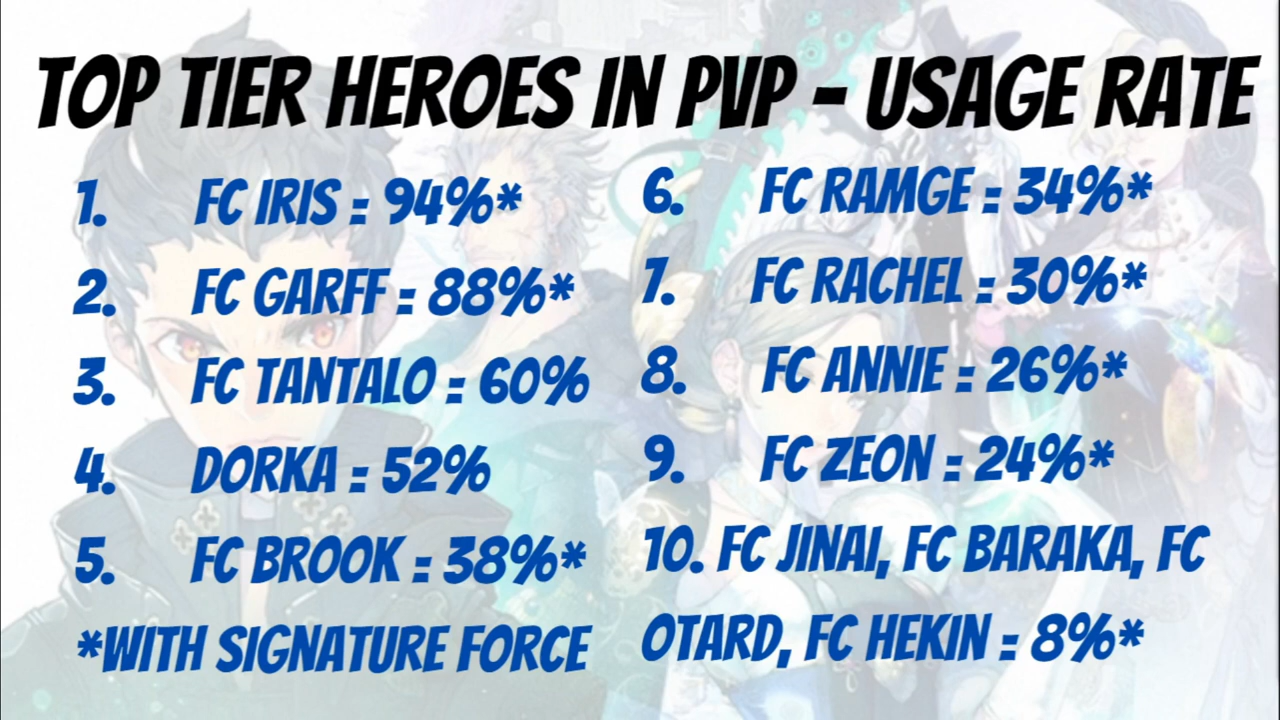 TOP TIER HEROES IN PVP - USAGE RATE
1. FC IRIS = 94%*
2. FC GARFF = 88%*
3. FC TANTALO = 60%
4. DORKA = 52%
5. FC BROOK = 38%*
*WITH SIGNATURE FORCE
6. FC RAMGE = 34%*
7. FC RACHEL = 30%*
8. FC ANNIE = 26%*
9. FC ZEON = 24%*
10. FC JINAI, FC BARAKA, FC
OTARD, FC HEKIN = 8%*